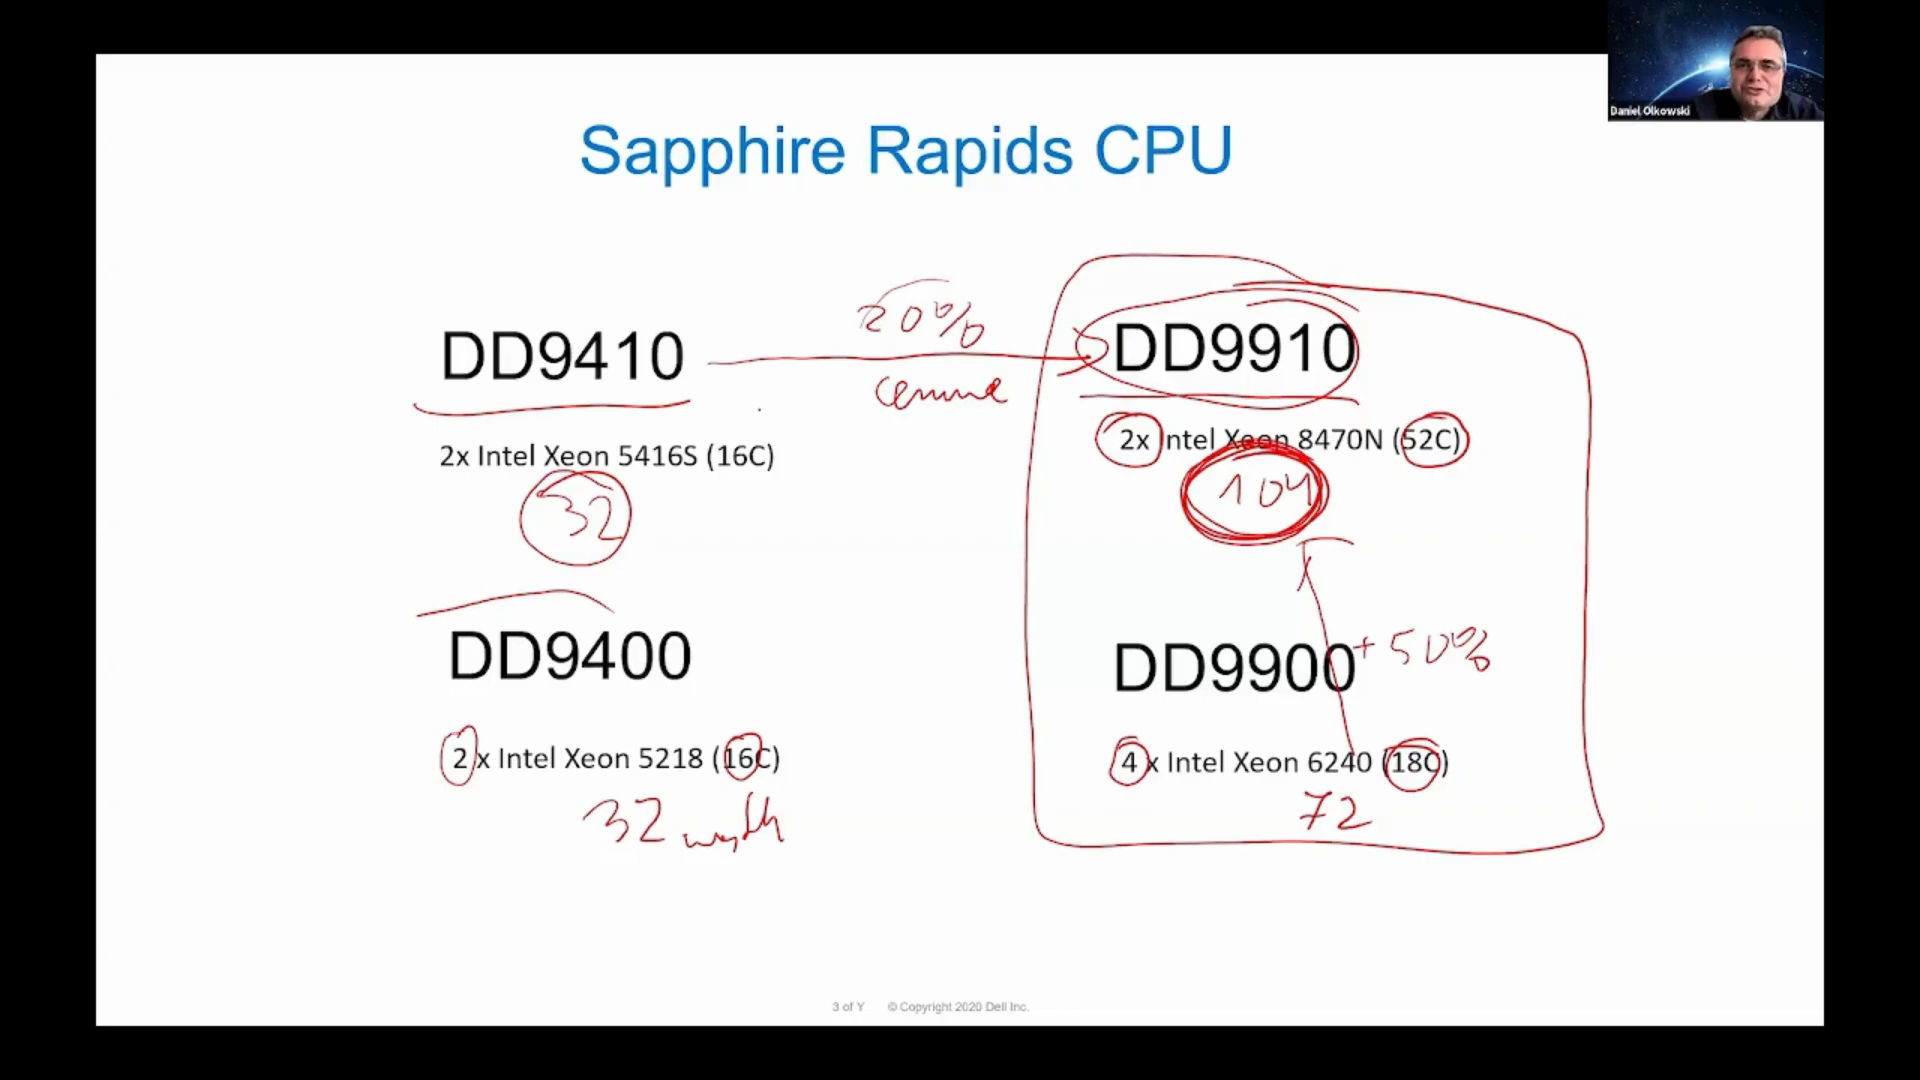 Daniel Olkowski
Sapphire Rapids CPU
20%
DD9410
DD9910
2x Intel Xeon 5416S (16C)
2x Intel Xeon 8470N (52C)
32
104
DD9400
DD9900
+50%
2x Intel Xeon 5218 (16C)
4x Intel Xeon 6240 (18C)
32
72
3 of Y © Copyright 2020 Dell Inc.